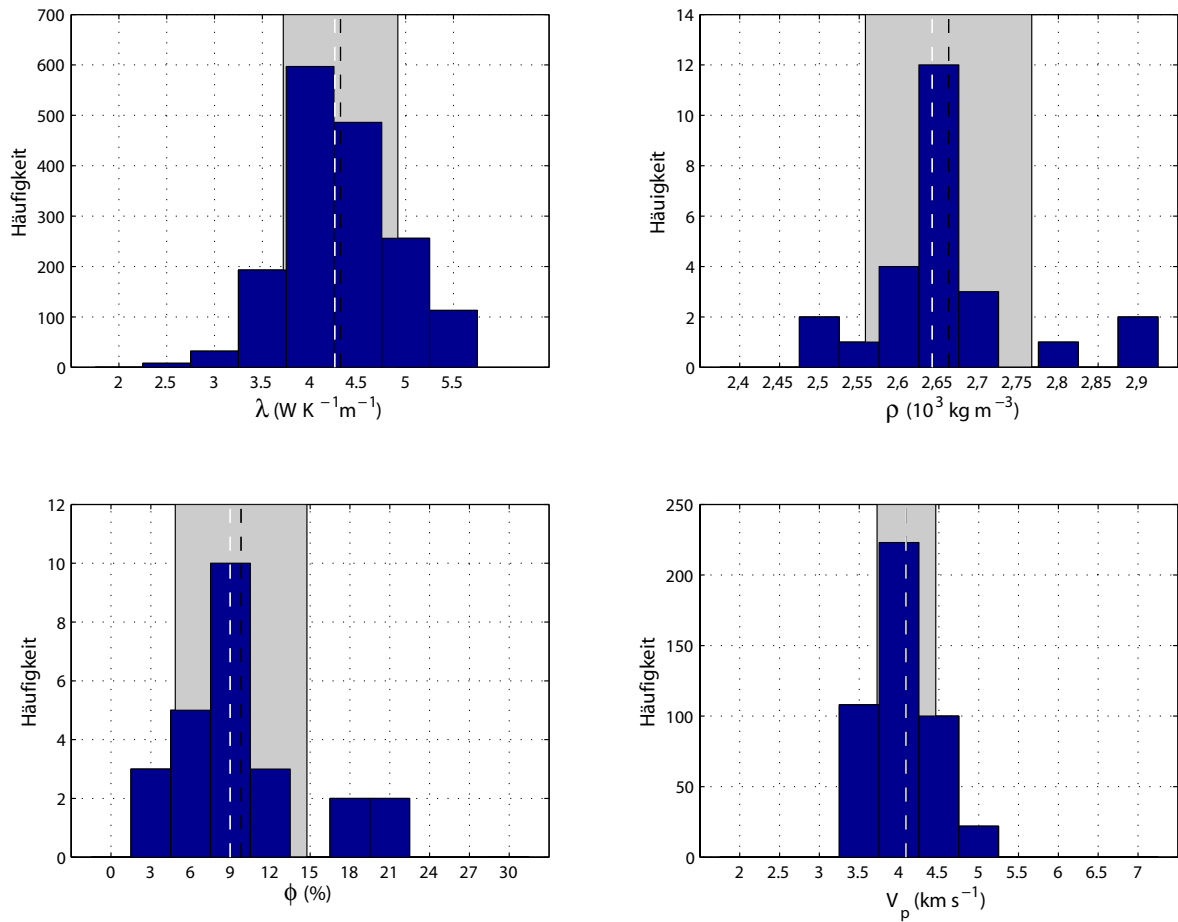 700
600
500
400
300
200
100
0
Häufigkeit
2 2.5 3 3.5 4 4.5 5 5.5
λ (W K⁻¹m⁻¹)
14
12
10
8
6
4
2
0
Häuigkeit
2,4 2,45 2,5 2,55 2,6 2,65 2,7 2,75 2,8 2,85 2,9
ρ (10³ kg m⁻³)
12
10
8
6
4
2
0
Häufigkeit
0 3 6 9 12 15 18 21 24 27 30
ϕ (%)
250
200
150
100
50
0
Häufigkeit
2 2.5 3 3.5 4 4.5 5 5.5 6 6.5 7
V_p (km s⁻¹)